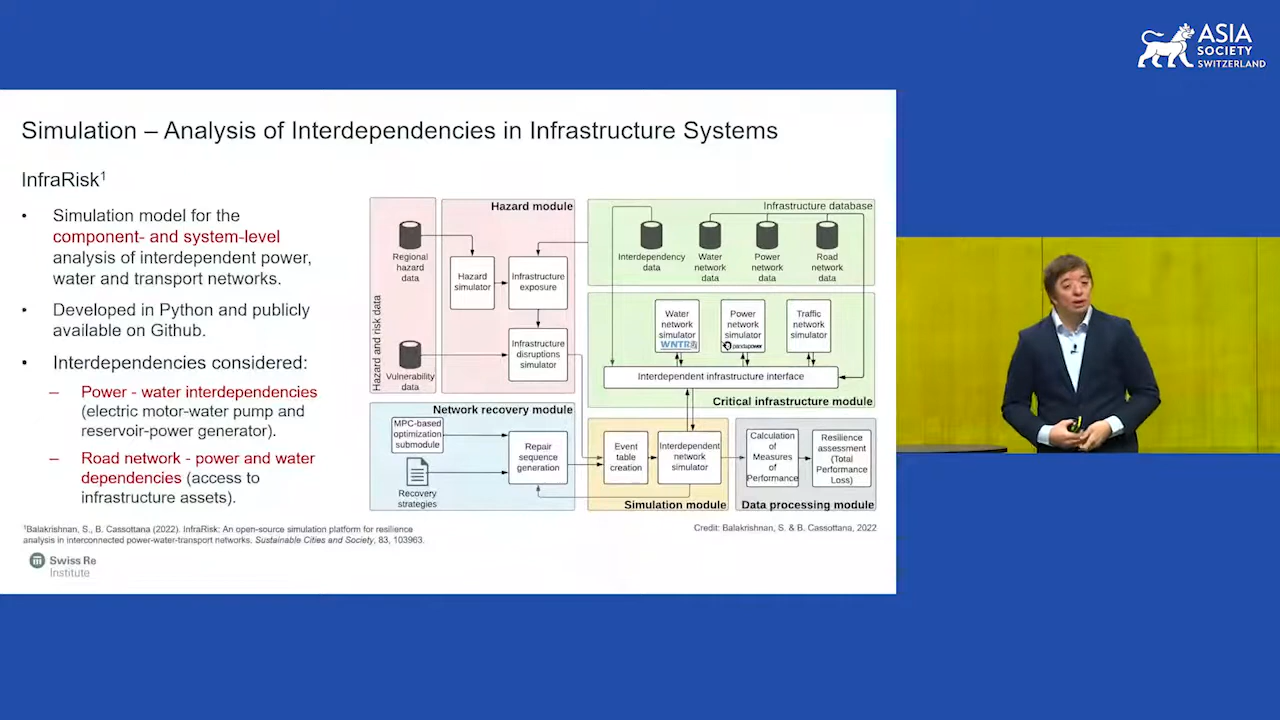 ASIA
SOCIETY
SWITZERLAND
Simulation – Analysis of Interdependencies in Infrastructure Systems
InfraRisk1
• Simulation model for the
component- and system-level
analysis of interdependent power,
water and transport networks.
• Developed in Python and publicly
available on Github.
• Interdependencies considered:
– Power - water interdependencies
(electric motor-water pump and
reservoir-power generator).
– Road network - power and water
dependencies (access to
infrastructure assets).
Hazard and risk data
Regional
hazard
data
Vulnerability
data
Hazard module
Hazard
simulator
Infrastructure
exposure
Infrastructure
disruptions
simulator
Infrastructure database
Interdependency
data
Water
network
data
Power
network
data
Road
network
data
Water
network
simulator
WNTR
Power
network
simulator
pandapower
Traffic
network
simulator
Interdependent infrastructure interface
Critical infrastructure module
Network recovery module
MPC-based
optimization
submodule
Recovery
strategies
Repair
sequence
generation
Event
table
creation
Interdependent
network
simulator
Simulation module
Calculation
of
Measures
of
Performance
Resilience
assessment
(Total
Performance
Loss)
Data processing module
1Balakrishnan, S., B. Cassottana (2022). InfraRisk: An open-source simulation platform for resilience
analysis in interconnected power-water-transport networks. Sustainable Cities and Society, 83, 103963.
Credit: Balakrishnan, S. & B. Cassottana, 2022
Swiss Re
Institute